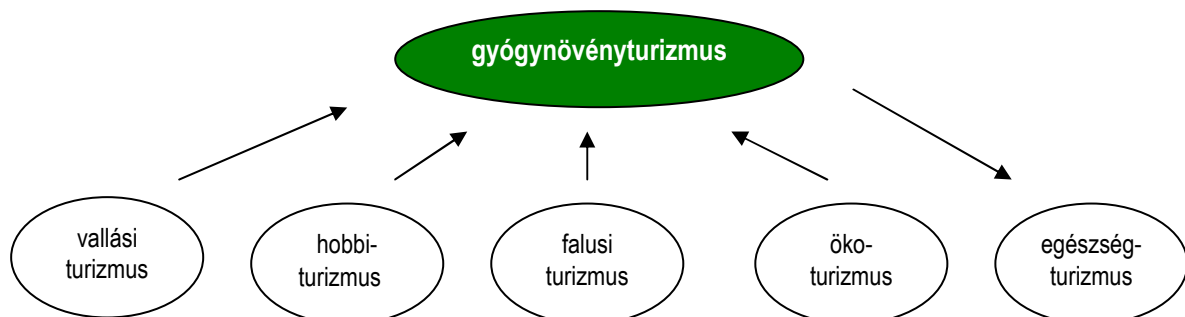 gyógynövényturizmus
vallási
turizmus
hobbi-
turizmus
falusi
turizmus
öko-
turizmus
egészség-
turizmus